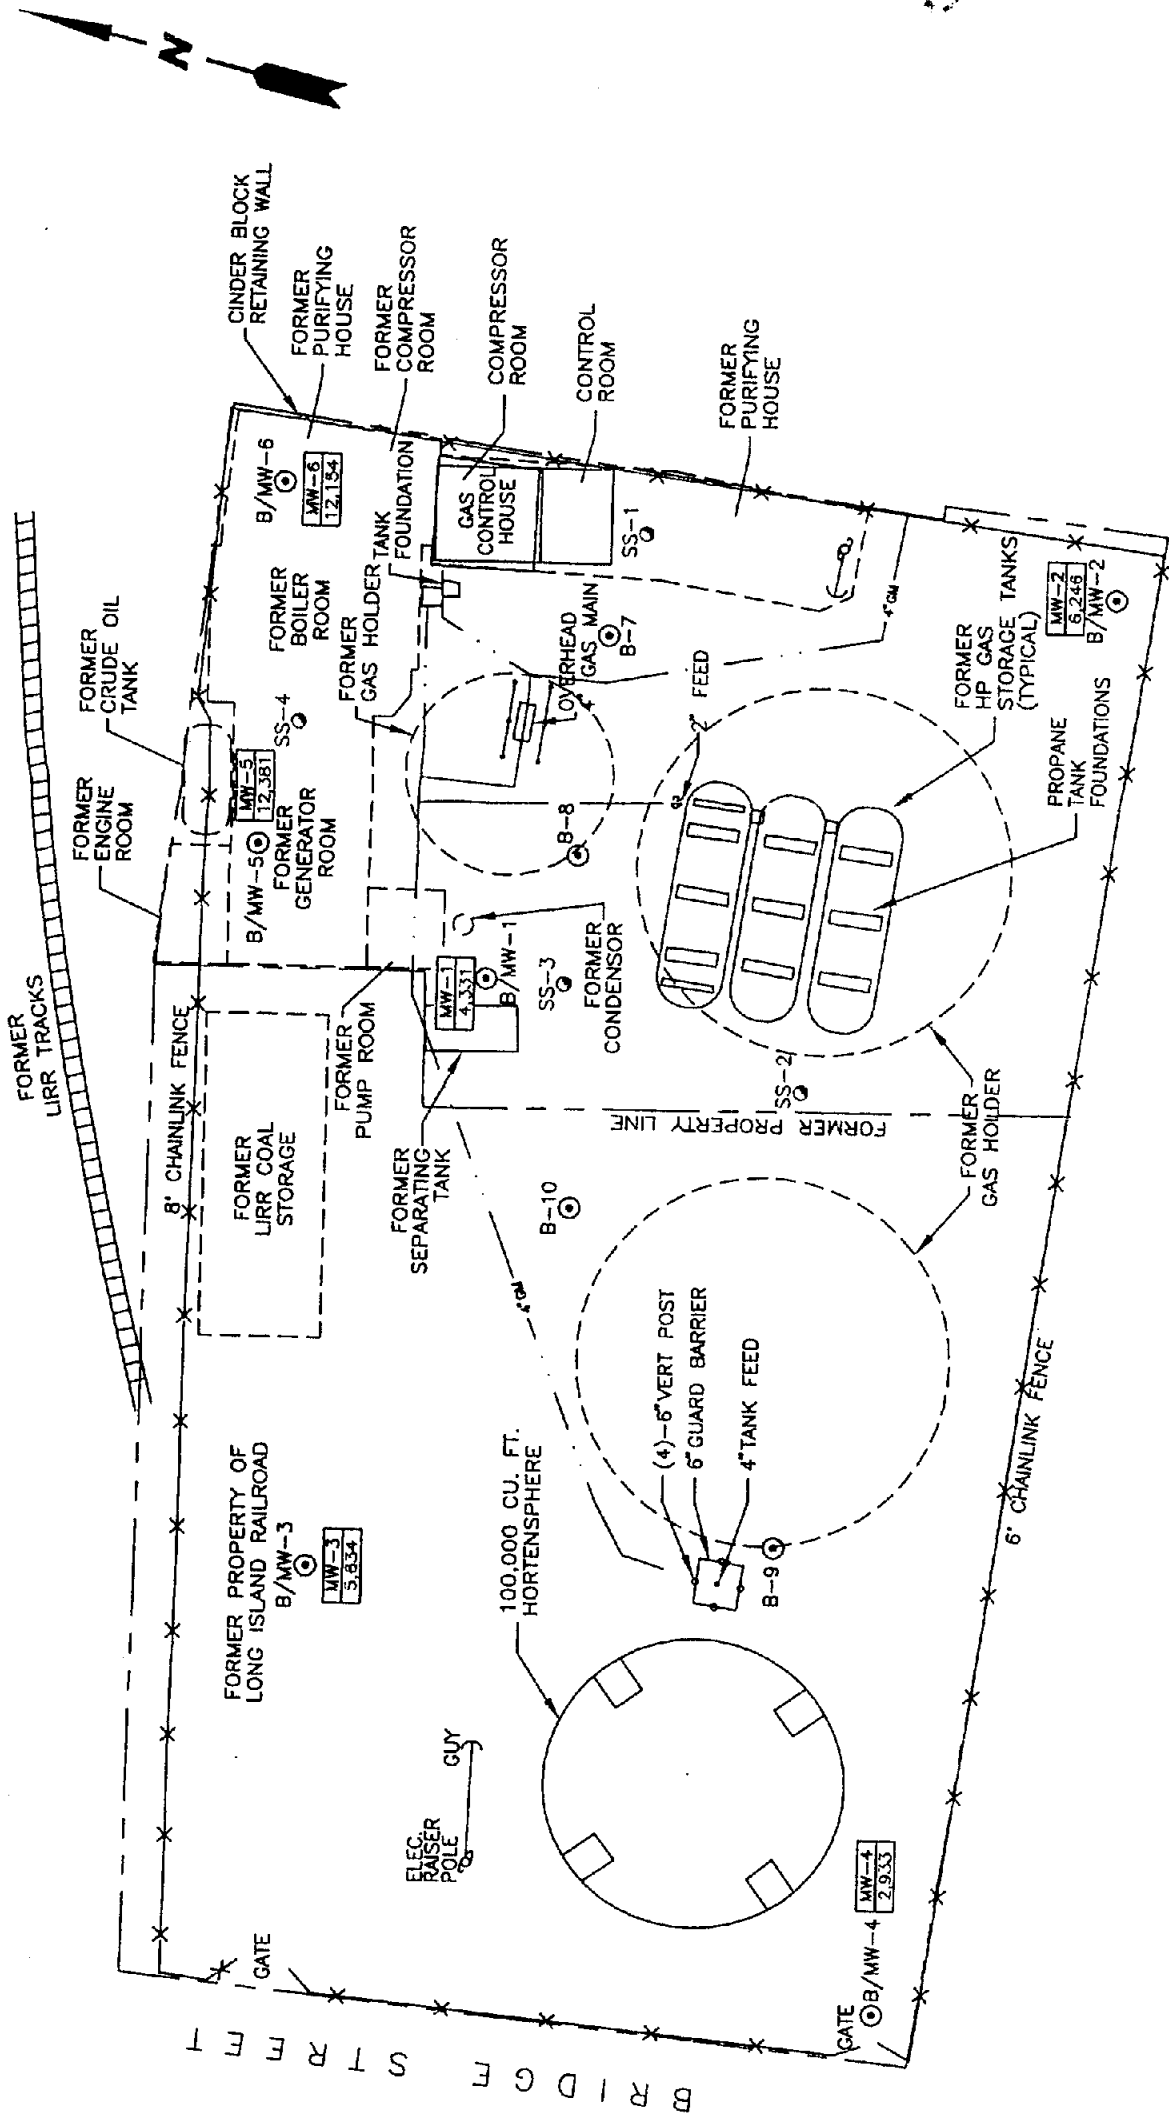 N
CINDER BLOCK
RETAINING WALL
FORMER
PURIFYING
HOUSE
FORMER
COMPRESSOR
ROOM
COMPRESSOR
ROOM
CONTROL
ROOM
FORMER
PURIFYING
HOUSE
B/MW-6
MW-6
12,154
TANK
FOUNDATION
GAS
CONTROL
HOUSE
SS-1
FORMER
BOILER
ROOM
FORMER
GAS HOLDER
OVERHEAD
4" GAS MAIN
B-7
4" GM
FORMER
CRUDE OIL
TANK
FORMER
ENGINE
ROOM
SS-4
MW-5
12,381
B/MW-5
FORMER
GENERATOR
ROOM
B-8
2" FEED
FORMER
HP GAS
STORAGE TANKS
(TYPICAL)
MW-2
6,246
B/MW-2
PROPANE
TANK
FOUNDATIONS
FORMER
LIRR TRACKS
8' CHAINLINK FENCE
FORMER
LIRR COAL
STORAGE
FORMER
PUMP ROOM
MW-1
4,331
B/MW-1
SS-3
FORMER
CONDENSOR
FORMER
SEPARATING
TANK
SS-2
FORMER PROPERTY LINE
FORMER
GAS HOLDER
B-10
4" GM
(4)-6" VERT POST
6" GUARD BARRIER
4" TANK FEED
B-9
6' CHAINLINK FENCE
FORMER PROPERTY OF
LONG ISLAND RAILROAD
B/MW-3
MW-3
5,834
100,000 CU. FT.
HORTENSPHERE
ELEC.
RAISER
POLE
GUY
MW-4
2,933
B/MW-4
GATE
GATE
BRIDGE STREET